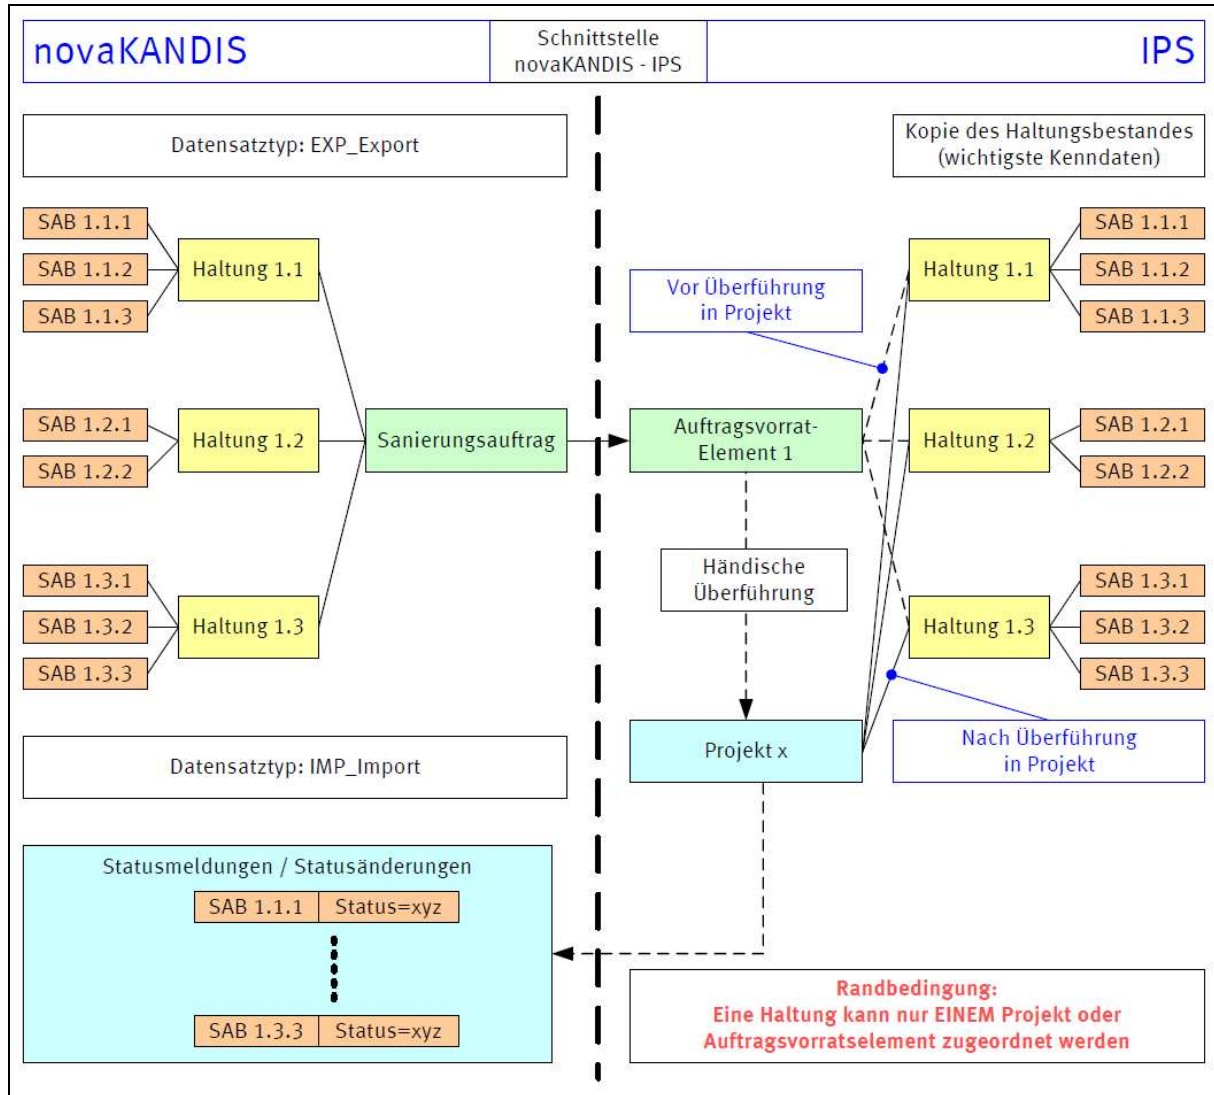 novaKANDIS
Schnittstelle
novaKANDIS - IPS
IPS
Datensatztyp: EXP_Export
Kopie des Haltungsbestandes
(wichtigste Kenndaten)
SAB 1.1.1
SAB 1.1.2
SAB 1.1.3
Haltung 1.1
SAB 1.2.1
SAB 1.2.2
Haltung 1.2
Sanierungsauftrag
SAB 1.3.1
SAB 1.3.2
SAB 1.3.3
Haltung 1.3
Vor Überführung
in Projekt
Auftragsvorrat-
Element 1
Händische
Überführung
Projekt x
Haltung 1.1
SAB 1.1.1
SAB 1.1.2
SAB 1.1.3
Haltung 1.2
SAB 1.2.1
SAB 1.2.2
Haltung 1.3
SAB 1.3.1
SAB 1.3.2
SAB 1.3.3
Nach Überführung
in Projekt
Datensatztyp: IMP_Import
Statusmeldungen / Statusänderungen
SAB 1.1.1 Status=xyz
SAB 1.3.3 Status=xyz
Randbedingung:
Eine Haltung kann nur EINEM Projekt oder
Auftragsvorratselement zugeordnet werden